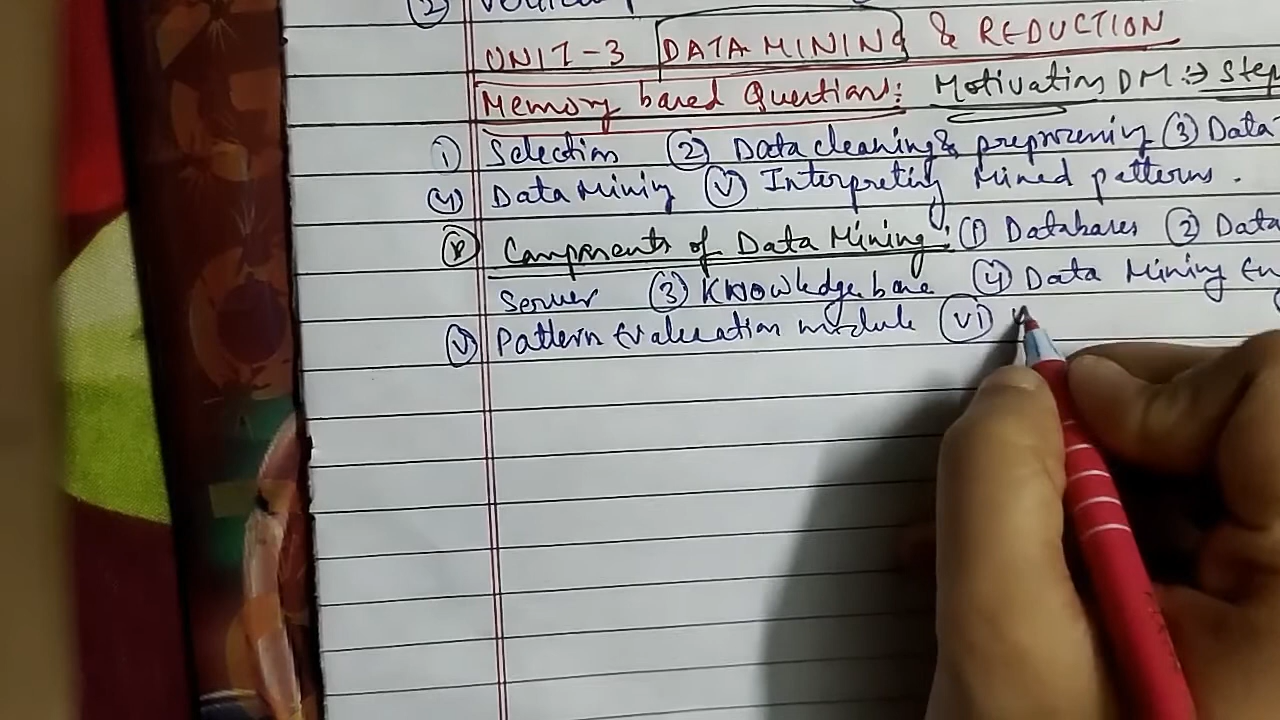 UNIT-3 DATA MINING & REDUCTION
Memory based Questions: Motivation DM :→ Step
① Selection ② Data cleaning & preprocessing ③ Data
④ Data Mining Ⓥ Interpreting Mined patterns.
Components of Data Mining: ① Databases ② Data
Server ③ Knowledge base ④ Data Mining En
Ⓥ Pattern Evaluation module ⓥⓘ